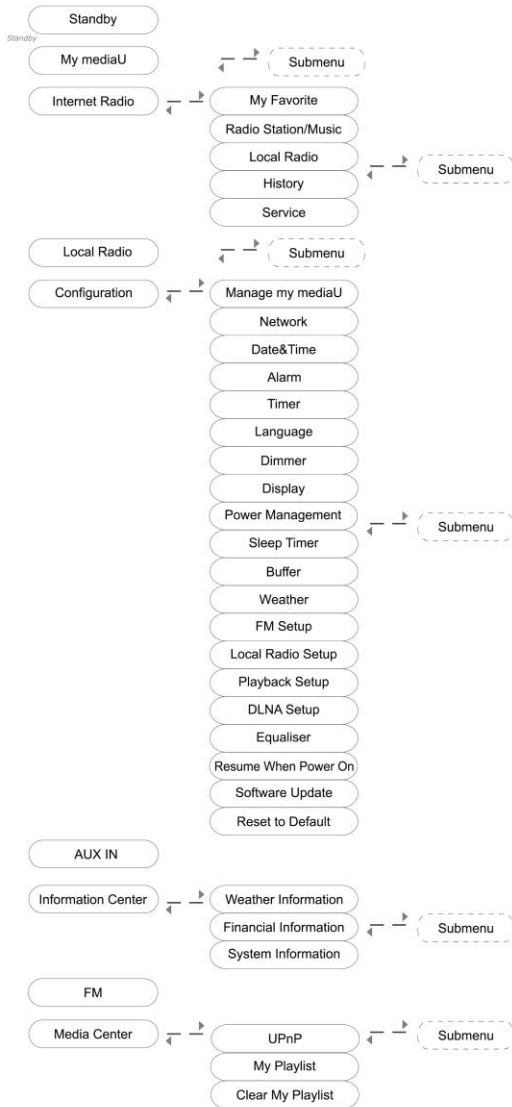 Standby
Standby
My mediaU
Submenu
Internet Radio
My Favorite
Radio Station/Music
Local Radio
History
Service
Submenu
Local Radio
Submenu
Configuration
Manage my mediaU
Network
Date&Time
Alarm
Timer
Language
Dimmer
Display
Power Management
Sleep Timer
Buffer
Weather
FM Setup
Local Radio Setup
Playback Setup
DLNA Setup
Equaliser
Resume When Power On
Software Update
Reset to Default
Submenu
AUX IN
Information Center
Weather Information
Financial Information
System Information
Submenu
FM
Media Center
UPnP
My Playlist
Clear My Playlist
Submenu